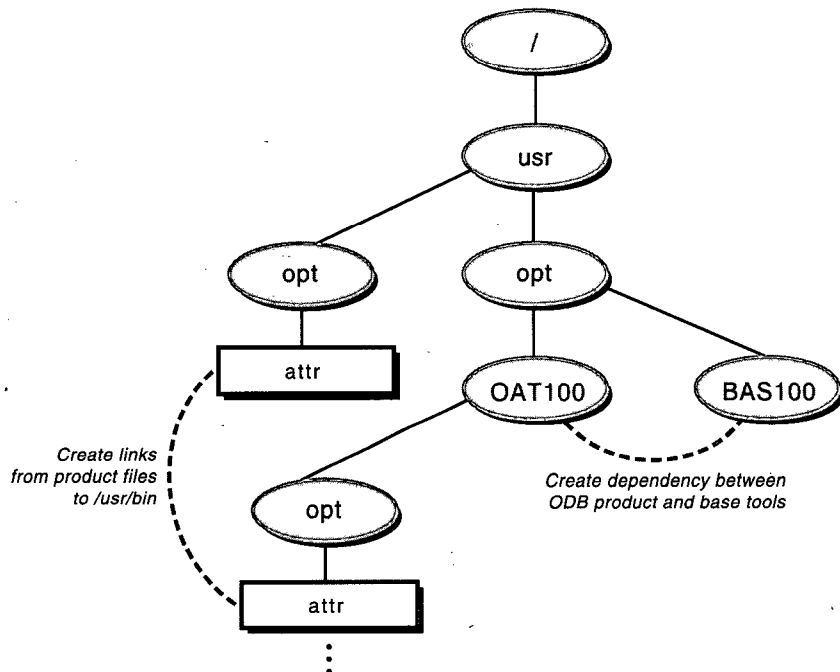 /
usr
opt
opt
attr
OAT100
BAS100
Create links
from product files
to /usr/bin
Create dependency between
ODB product and base tools
opt
attr